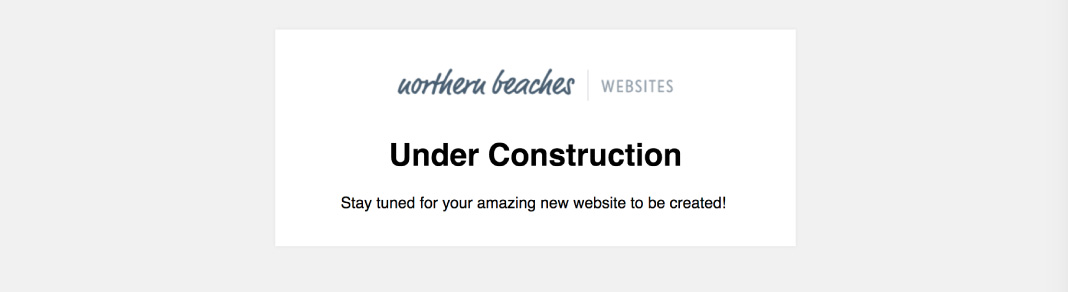 northern beaches | WEBSITES
Under Construction
Stay tuned for your amazing new website to be created!